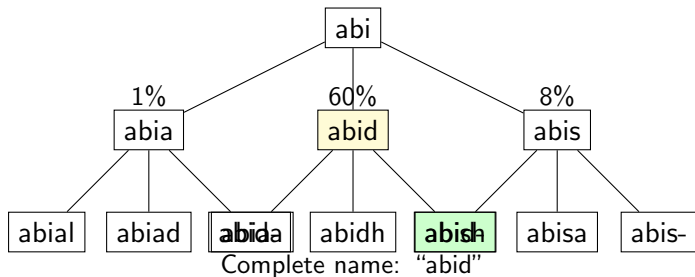 abi
1% 60% 8%
abia abid abis
abial abiad abidh abisa abis-
Complete name: “abid”